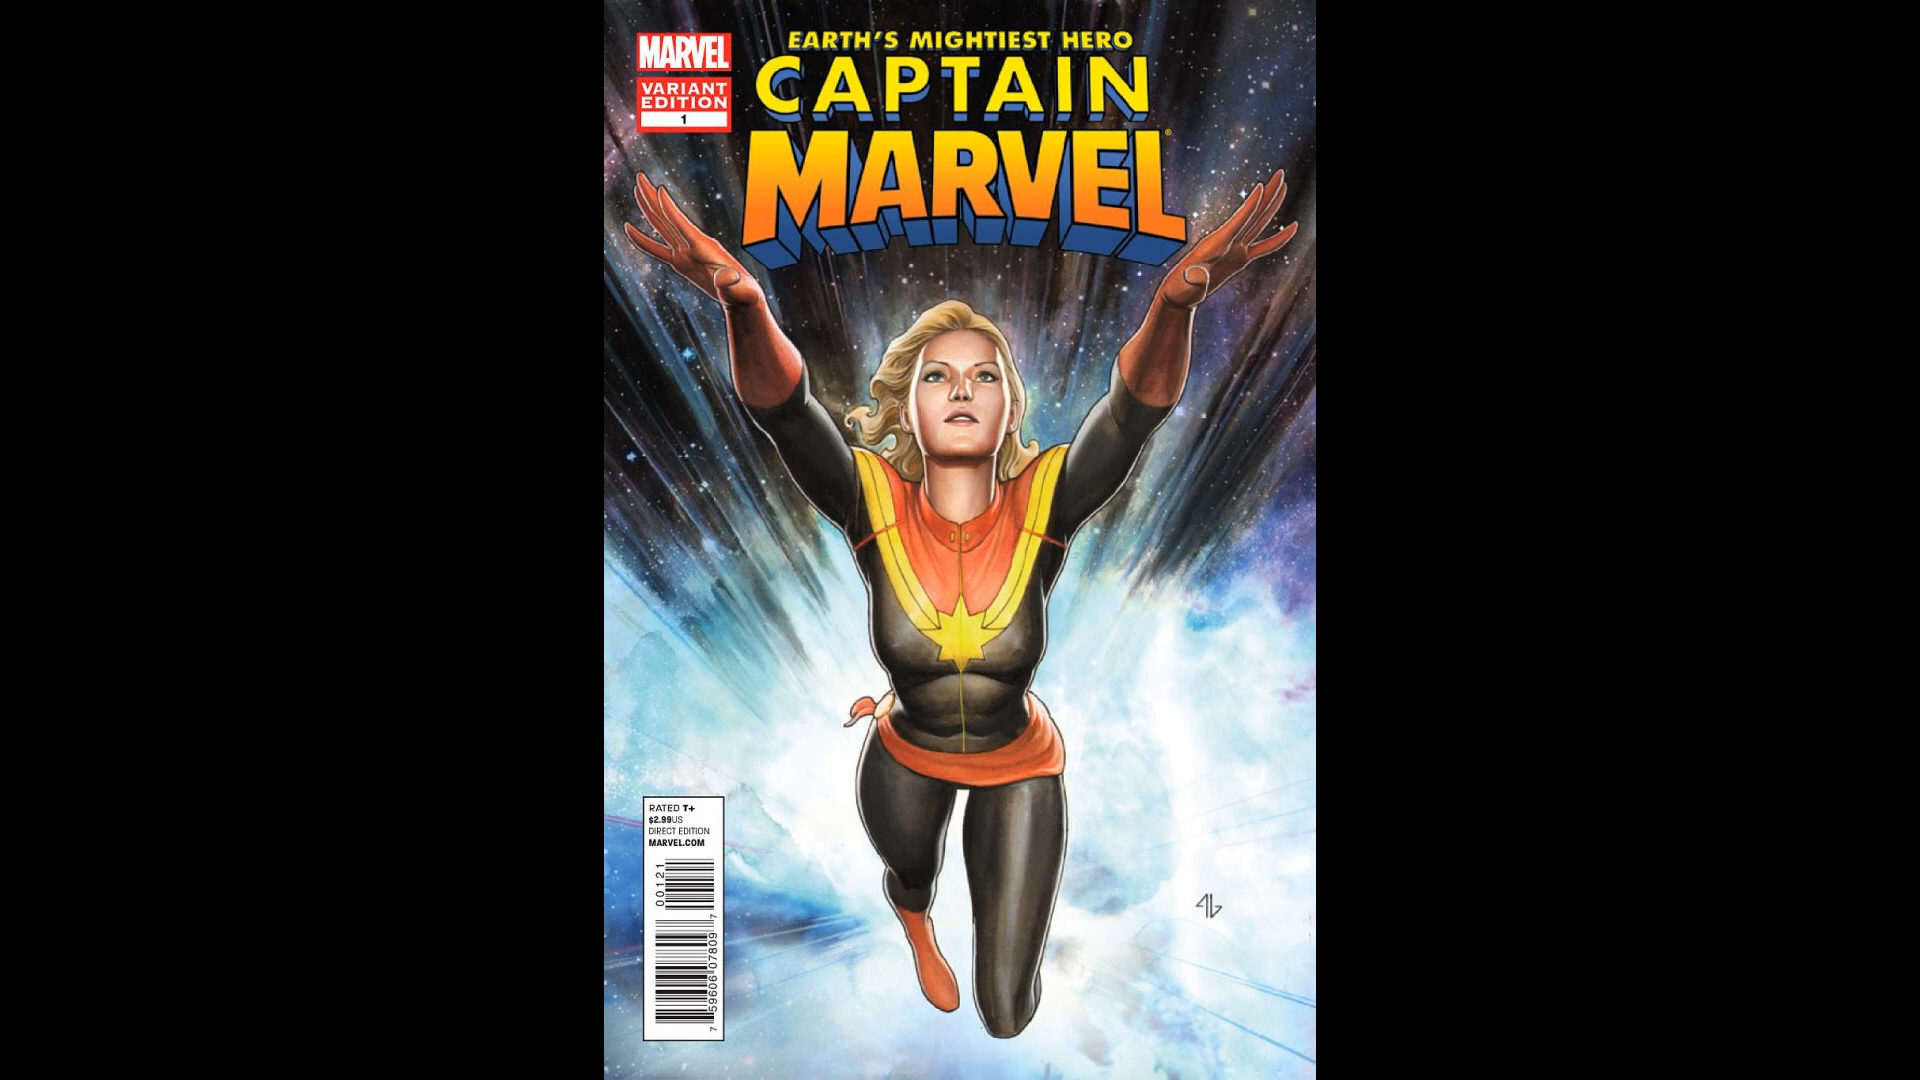 MARVEL
VARIANT
EDITION
1
EARTH'S MIGHTIEST HERO
CAPTAIN
MARVEL®
RATED T+
$2.99US
DIRECT EDITION
MARVEL.COM
00121
7 59606 07809 7